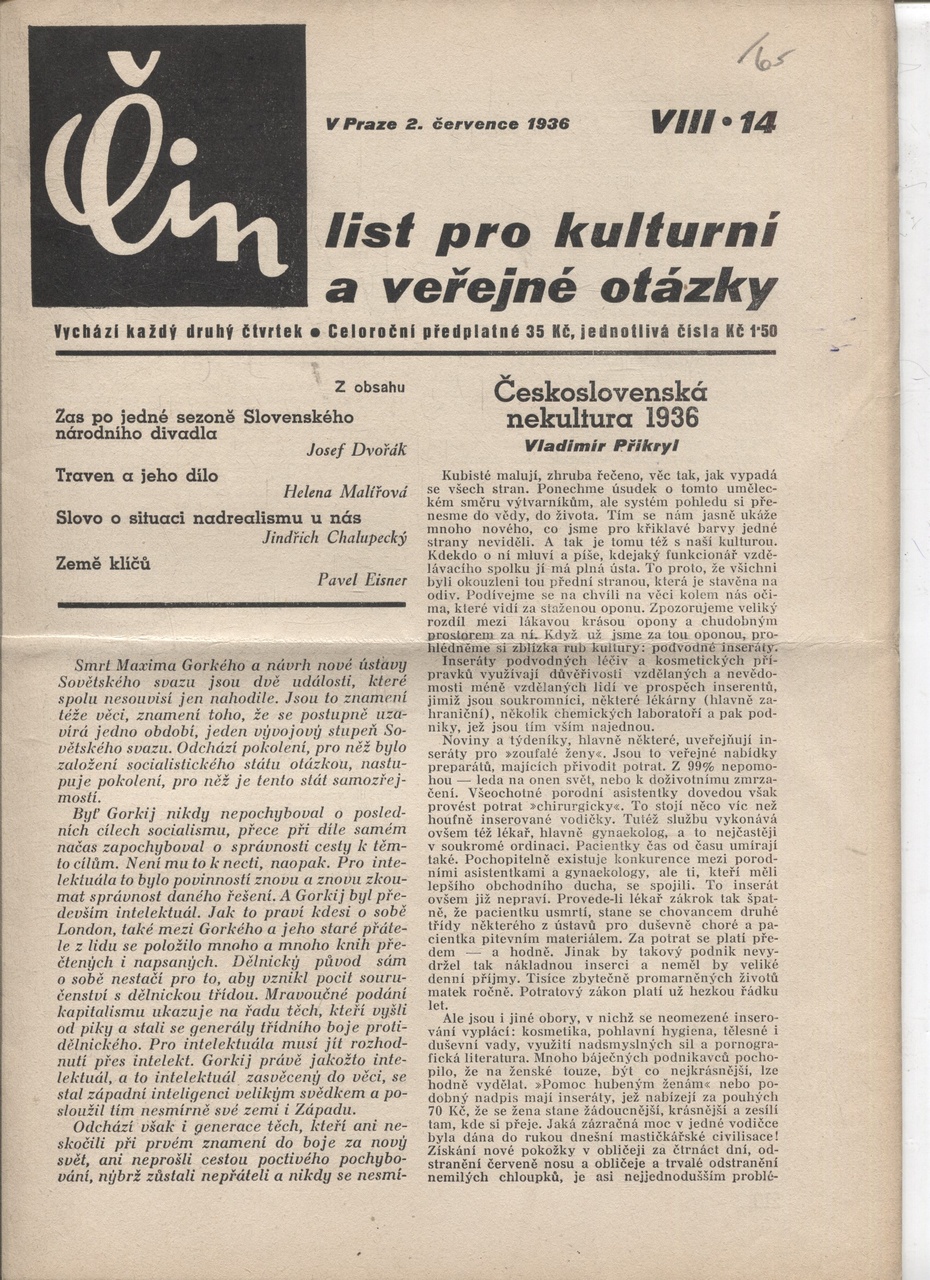 Čin
V Praze 2. července 1936
VIII • 14
list pro kulturní
a veřejné otázky
Vychází každý druhý čtvrtek ● Celoroční předplatné 35 Kč, jednotlivá čísla Kč 1·50
Z obsahu
Zas po jedné sezoně Slovenského
národního divadla
Josef Dvořák
Traven a jeho dílo
Helena Malířová
Slovo o situaci nadrealismu u nás
Jindřich Chalupecký
Země klíčů
Pavel Eisner
Smrt Maxima Gorkého a návrh nové ústavy
Sovětského svazu jsou dvě události, které
spolu nesouvisí jen nahodile. Jsou to znamení
téže věci, znamení toho, že se postupně uza-
vírá jedno období, jeden vývojový stupeň So-
větského svazu. Odchází pokolení, pro něž bylo
založení socialistického státu otázkou, nastu-
puje pokolení, pro něž je tento stát samozřej-
mostí.
Byť Gorkij nikdy nepochyboval o posled-
ních cílech socialismu, přece při díle samém
načas zapochyboval o správnosti cesty k těm-
to cílům. Není mu to k necti, naopak. Pro inte-
lektuála to bylo povinností znovu a znovu zkou-
mat správnost daného řešení. A Gorkij byl pře-
devším intelektuál. Jak to praví kdesi o sobě
London, také mezi Gorkého a jeho staré přáte-
le z lidu se položilo mnoho a mnoho knih pře-
čtených i napsaných. Dělnický původ sám
o sobě nestačí pro to, aby vznikl pocit souru-
čenství s dělnickou třídou. Mravoučné podání
kapitalismu ukazuje na řadu těch, kteří vyšli
od piky a stali se generály třídního boje proti-
dělnického. Pro intelektuála musí jít rozhod-
nutí přes intelekt. Gorkij právě jakožto inte-
lektuál, a to intelektuál zasvěcený do věci, se
stal západní inteligenci velikým svědkem a po-
sloužil tím nesmírně své zemi i Západu.
Odchází však i generace těch, kteří ani ne-
skočili při prvém znamení do boje za nový
svět, ani neprošli cestou poctivého pochybo-
vání, nýbrž zůstali nepřáteli a nikdy se nesmí-
Československá
nekultura 1936
Vladimír Přikryl
Kubisté malují, zhruba řečeno, věc tak, jak vypadá
se všech stran. Ponechme úsudek o tomto umělec-
kém směru výtvarníkům, ale systém pohledu si pře-
nesme do vědy, do života. Tím se nám jasně ukáže
mnoho nového, co jsme pro křiklavé barvy jedné
strany neviděli. A tak je tomu též s naší kulturou.
Kdekdo o ní mluví a píše, kdejaký funkcionář vzdě-
lávacího spolku jí má plná ústa. To proto, že všichni
byli okouzleni tou přední stranou, která je stavěna na
odiv. Podívejme se na chvíli na věci kolem nás oči-
ma, které vidí za staženou oponu. Zpozorujeme veliký
rozdíl mezi lákavou krásou opony a chudobným
prostorem za ní. Když už jsme za tou oponou, pro-
hlédněme si zblízka rub kultury: podvodné inseráty.
Inseráty podvodných léčiv a kosmetických pří-
pravků využívají důvěřivosti vzdělaných a nevědo-
mosti méně vzdělaných lidí ve prospěch inserentů,
jimiž jsou soukromníci, některé lékárny (hlavně za-
hraniční), několik chemických laboratoří a pak pod-
niky, jež jsou tím vším najednou.
Noviny a týdeníky, hlavně některé, uveřejňují in-
seráty pro »zoufalé ženy«. Jsou to veřejné nabídky
preparátů, majících přivodit potrat. Z 99% nepomo-
hou — leda na onen svět, nebo k doživotnímu zmrza-
čení. Všeochotné porodní asistentky dovedou však
provést potrat »chirurgicky«. To stojí něco víc než
houfně inserované vodičky. Tutéž službu vykonává
ovšem též lékař, hlavně gynaekolog, a to nejčastěji
v soukromé ordinaci. Pacientky čas od času umírají
také. Pochopitelně existuje konkurence mezi porod-
ními asistentkami a gynaekology, ale ti, kteří měli
lepšího obchodního ducha, se spojili. To inserát
ovšem již nepraví. Provede-li lékař zákrok tak špat-
ně, že pacientku usmrtí, stane se chovancem druhé
třídy některého z ústavů pro duševně choré a pa-
cientka pitevním materiálem. Za potrat se platí pře-
dem — a hodně. Jinak by takový podnik nevy-
držel tak nákladnou inserci a neměl by veliké
denní příjmy. Tisíce zbytečně promarněných životů
matek ročně. Potratový zákon platí už hezkou řádku
let.
Ale jsou i jiné obory, v nichž se neomezené insero-
vání vyplácí: kosmetika, pohlavní hygiena, tělesné i
duševní vady, využití nadsmyslných sil a pornogra-
fická literatura. Mnoho báječných podnikavců pocho-
pilo, že na ženské touze, být co nejkrásnější, lze
hodně vydělat. »Pomoc hubeným ženám« nebo po-
dobný nadpis mají inseráty, jež nabízejí za pouhých
70 Kč, že se žena stane žádoucnější, krásnější a zesílí
tam, kde si přeje. Jaká zázračná moc v jedné vodičce
byla dána do rukou dnešní mastičkářské civilisace!
Získání nové pokožky v obličeji za čtrnáct dní, od-
stranění červeně nosu a obličeje a trvalé odstranění
nemilých chloupků, je asi nejjednodušším problé-